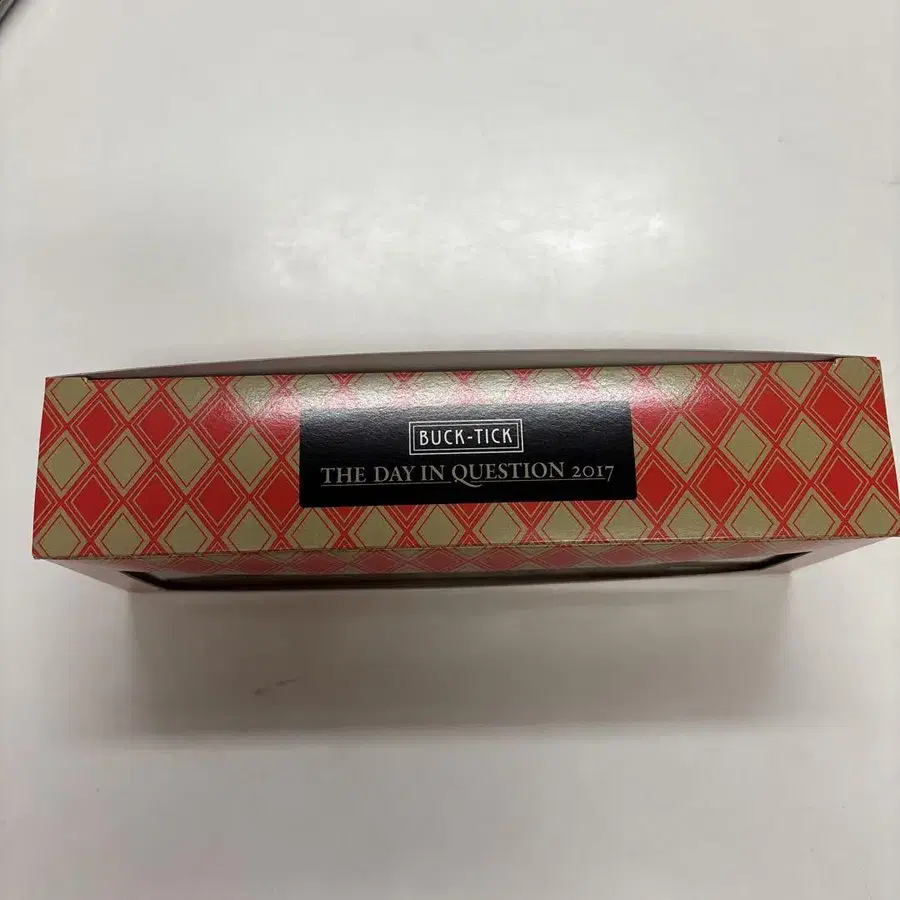 BUCK-TICK
THE DAY IN QUESTION 2017